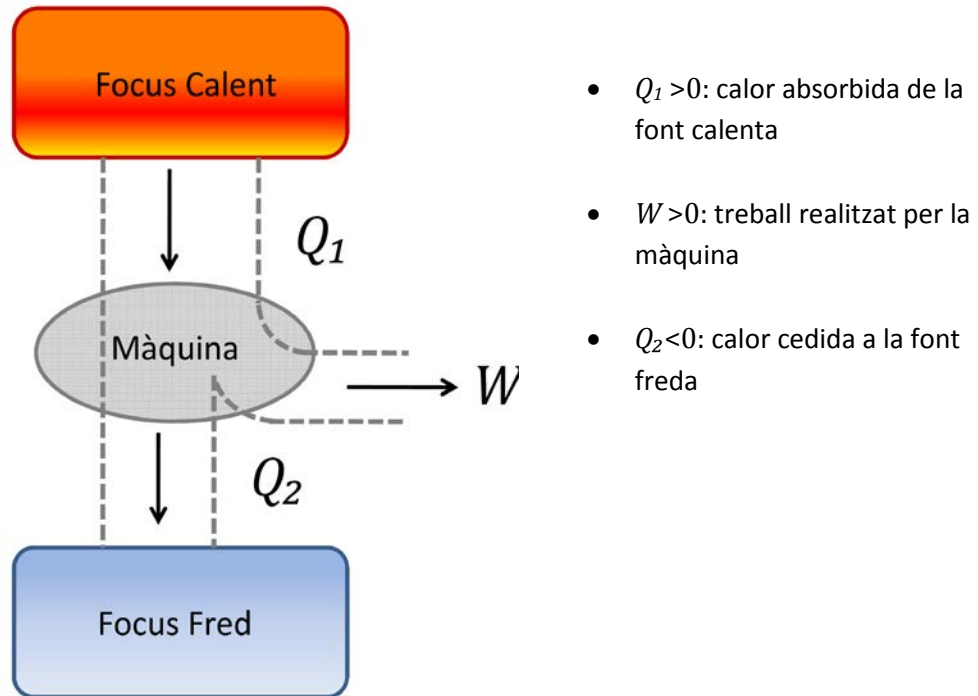 Focus Calent
Q₁
Màquina
W
Q₂
Focus Fred
• Q₁ >0: calor absorbida de la
font calenta
• W >0: treball realitzat per la
màquina
• Q₂<0: calor cedida a la font
freda